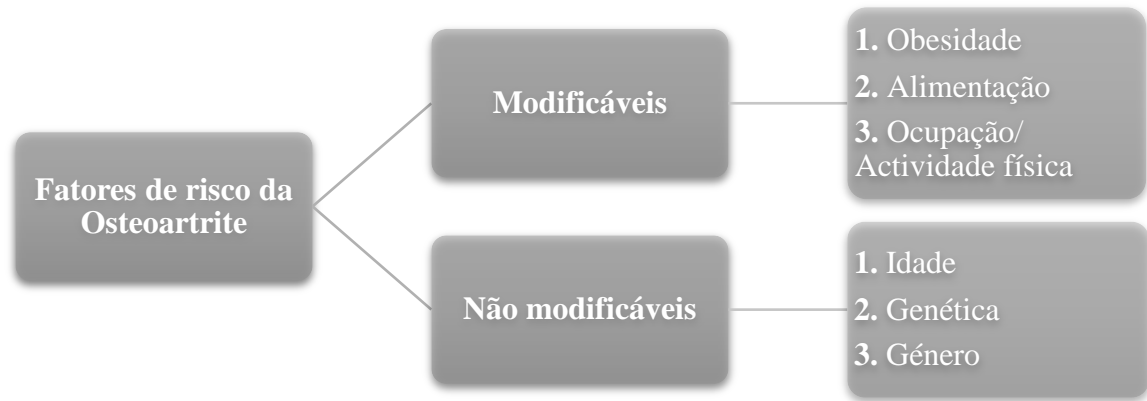 Fatores de risco da
Osteoartrite
Modificáveis
1. Obesidade
2. Alimentação
3. Ocupação/
Actividade física
Não modificáveis
1. Idade
2. Genética
3. Género